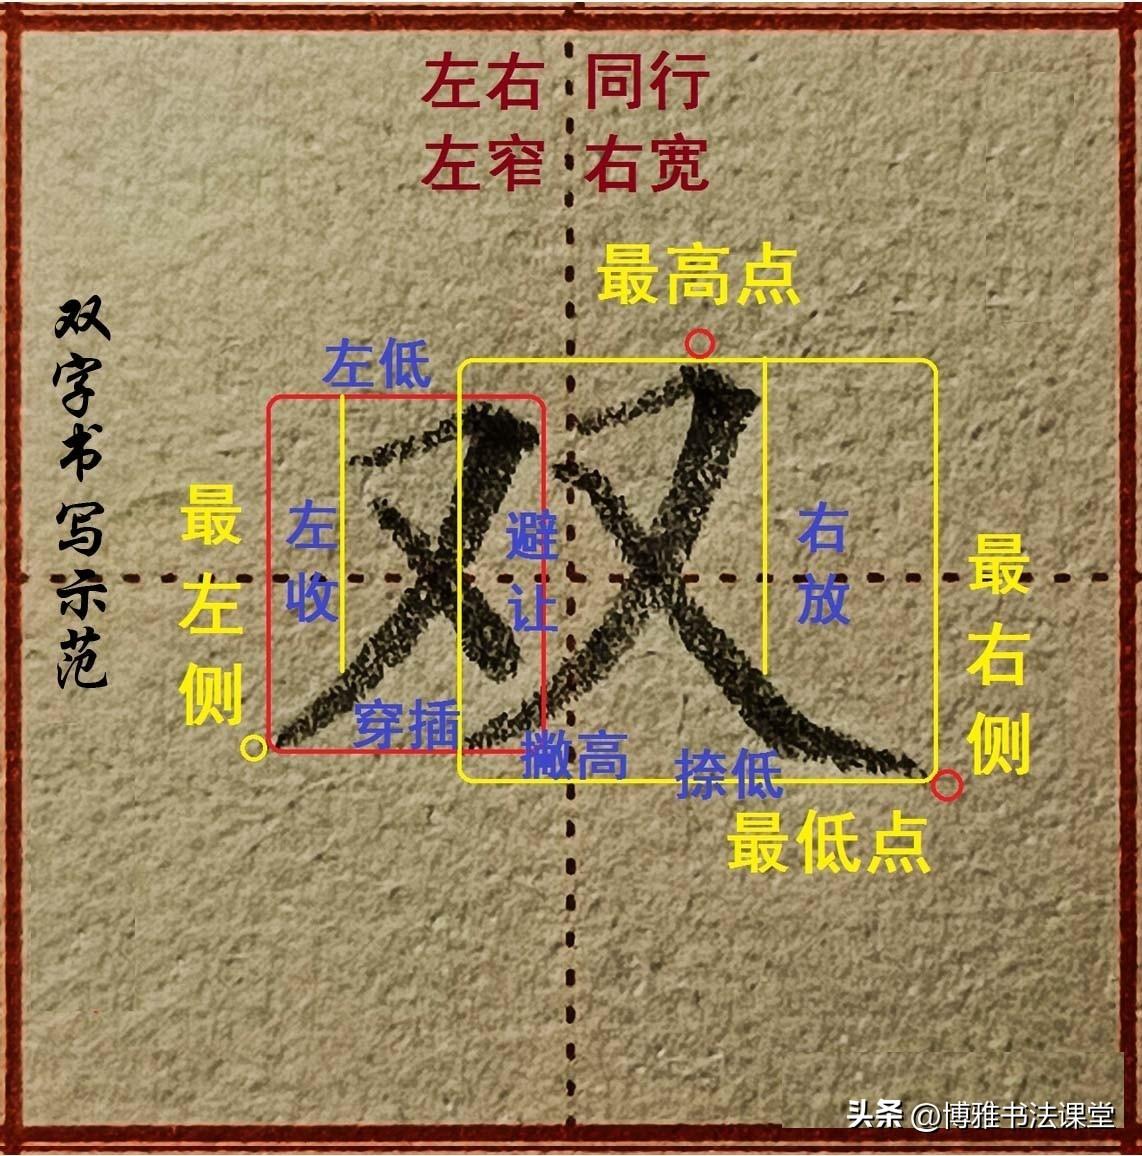 左右 同行
左窄 右宽
最高点
双字书写示范
左低
最左侧
左收
避让
右放
最右侧
穿插
撇高
捺低
最低点
双
头条 @博雅书法课堂